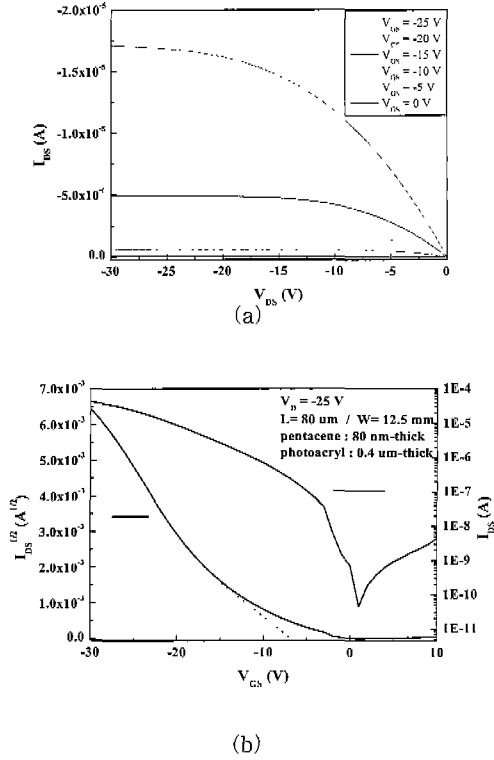 -2.0x10⁻⁵
-1.5x10⁻⁵
-1.0x10⁻⁵
0.0
I_DS (A)
V_GS = -25 V
= -20 V
V_GS = -15 V
V_GS = -10 V
V_GS = -5 V
V_GS = 0 V
-30 -25 -20 -15 -10 -5 0
V_DS (V)
(a)
7.0x10⁻³
6.0x10⁻³
5.0x10⁻³
4.0x10⁻³
3.0x10⁻³
2.0x10⁻³
1.0x10⁻³
0.0
I_DS^1/2 (A^1/2)
V_D = -25 V
L= 80 um / W= 12.5 mm
pentacene : 80 nm-thick
photoacryl : 0.4 um-thick
1E-4
1E-5
1E-6
1E-7
1E-8
1E-9
1E-10
1E-11
I_DS (A)
-30 -20 -10 0 10
V_GS (V)
(b)